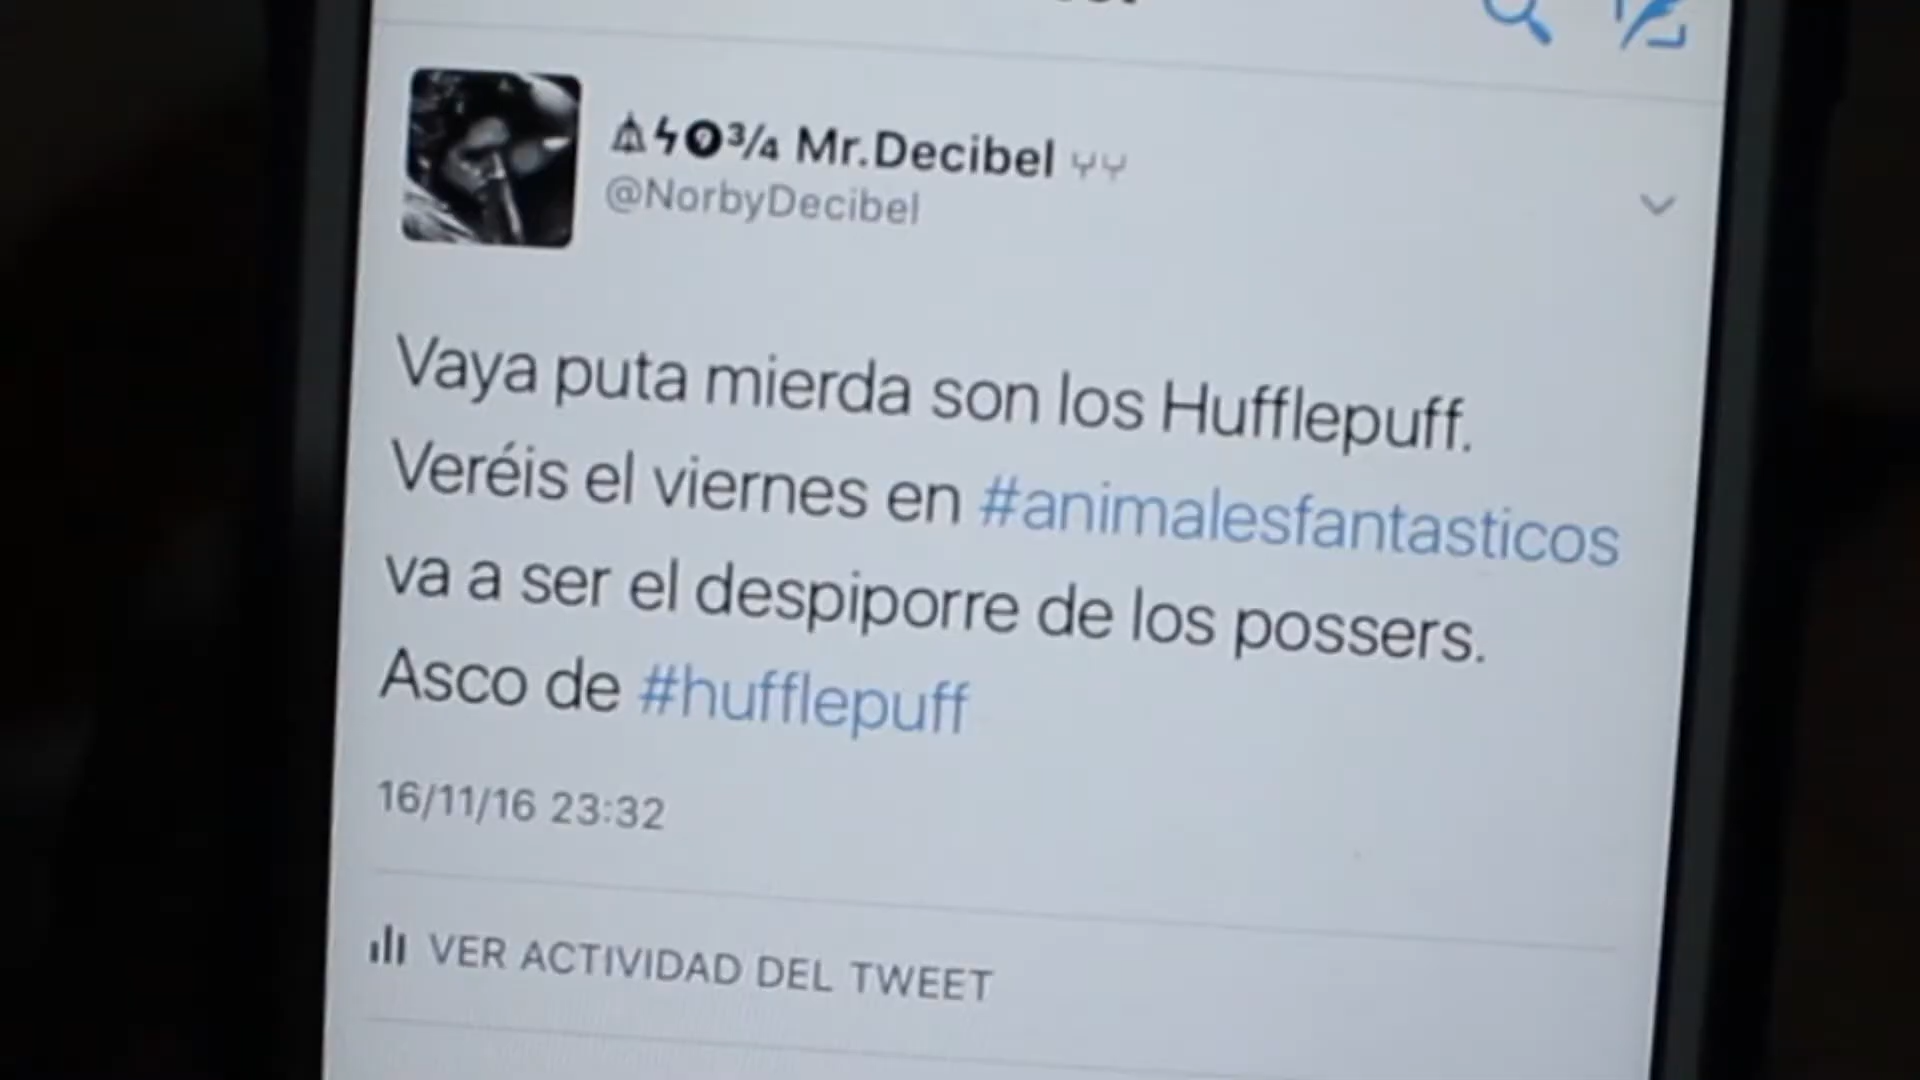 9¾ Mr.Decibel
@NorbyDecibel
Vaya puta mierda son los Hufflepuff.
Veréis el viernes en #animalesfantasticos
va a ser el despiporre de los possers.
Asco de #hufflepuff
16/11/16 23:32
VER ACTIVIDAD DEL TWEET